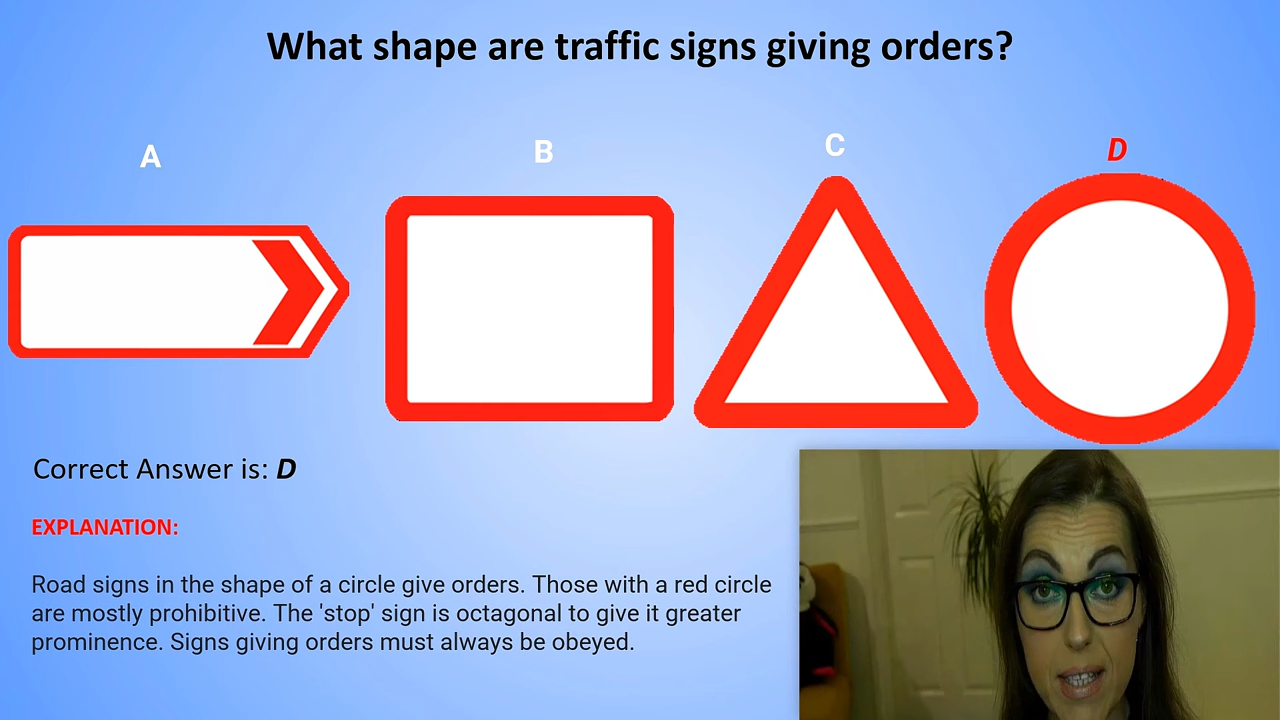 What shape are traffic signs giving orders?
A
B
C
D
Correct Answer is: D
EXPLANATION:
Road signs in the shape of a circle give orders. Those with a red circle
are mostly prohibitive. The 'stop' sign is octagonal to give it greater
prominence. Signs giving orders must always be obeyed.